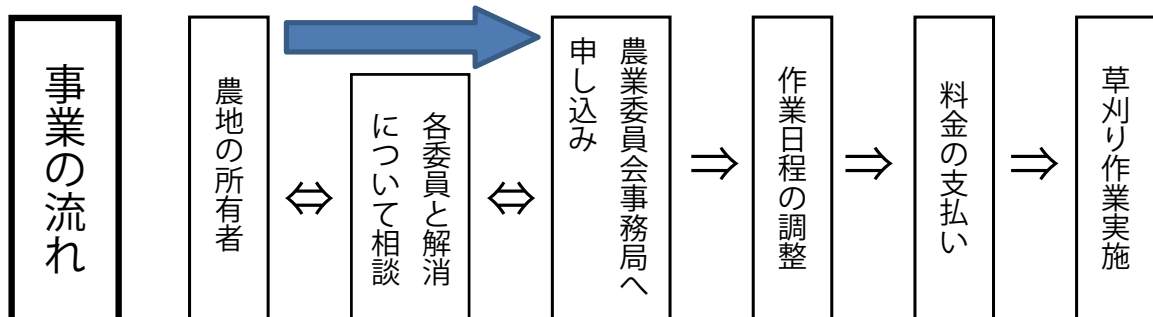 事業の流れ
農地の所有者
⇔
各委員と解消
について相談
⇔
農業委員会事務局へ
申し込み
⇒
作業日程の調整
⇒
料金の支払い
⇒
草刈り作業実施